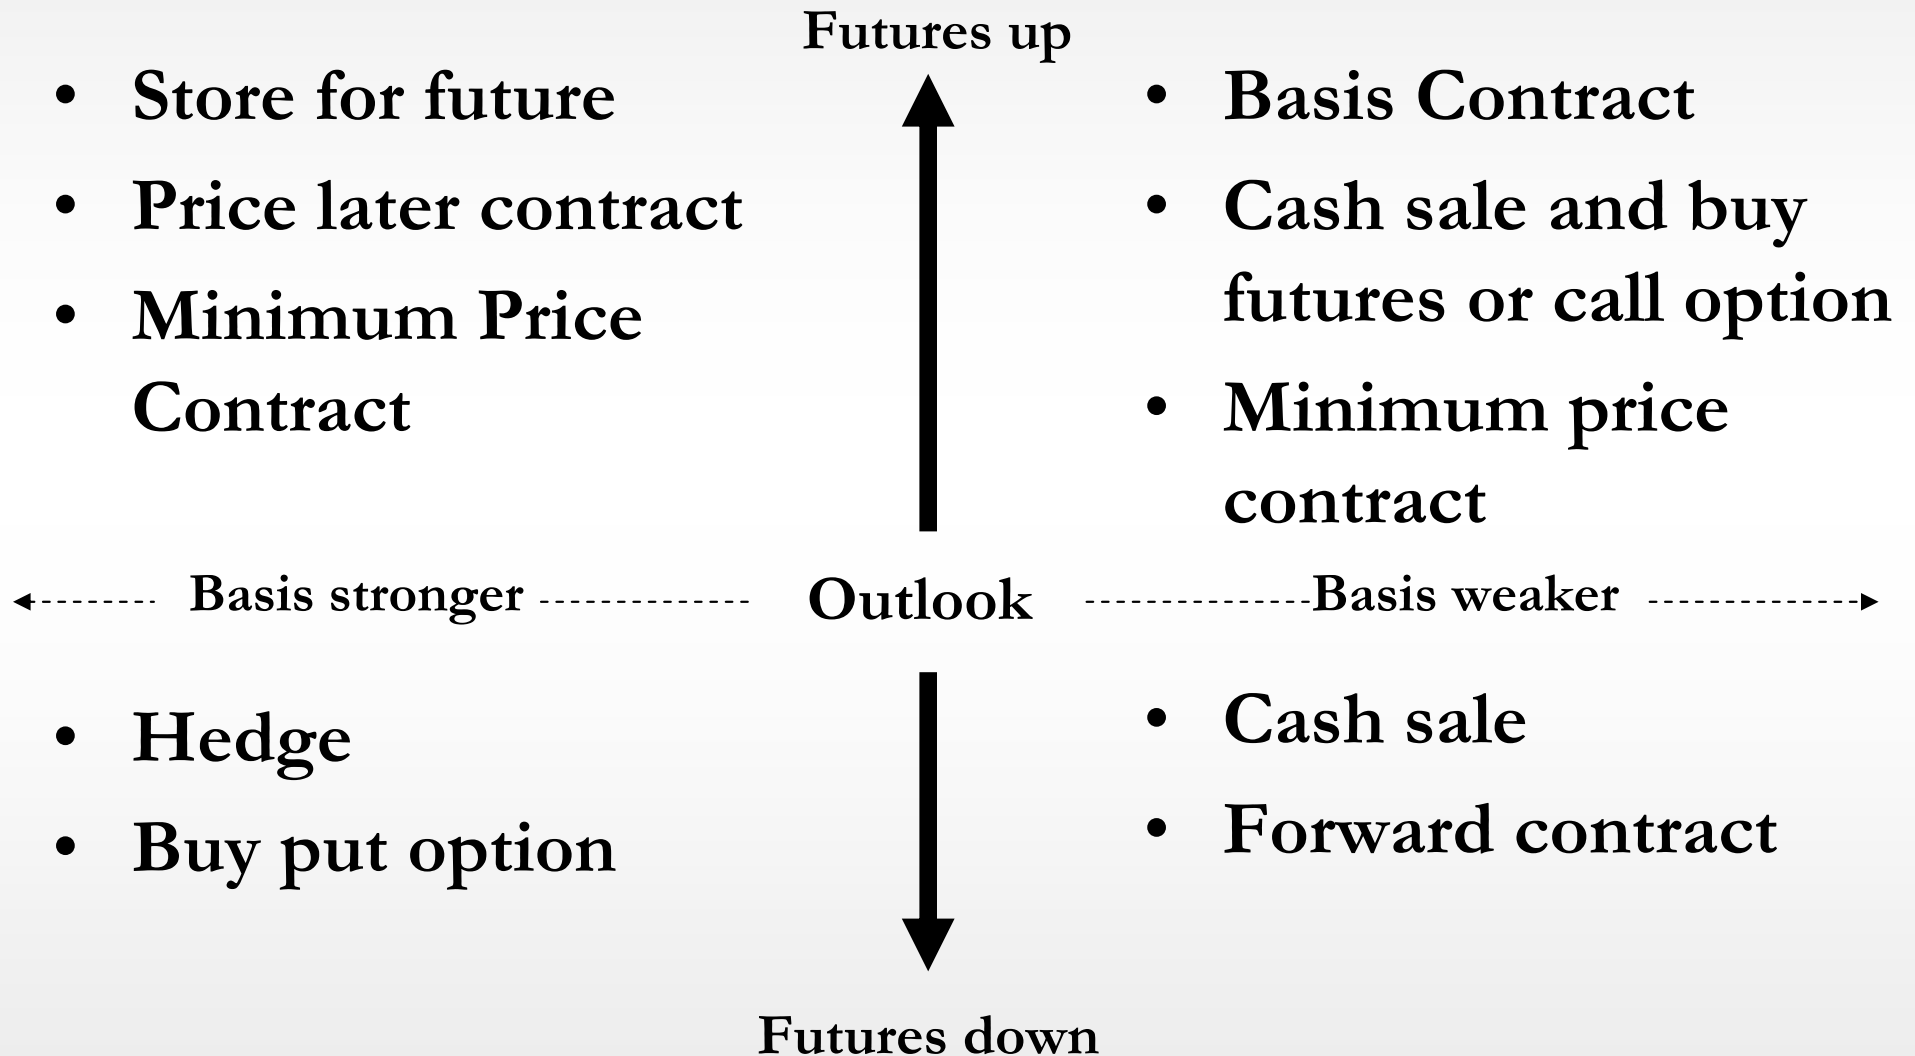 Futures up
• Store for future
• Price later contract
• Minimum Price
Contract
• Basis Contract
• Cash sale and buy
futures or call option
• Minimum price
contract
Basis stronger
Outlook
Basis weaker
• Hedge
• Buy put option
• Cash sale
• Forward contract
Futures down